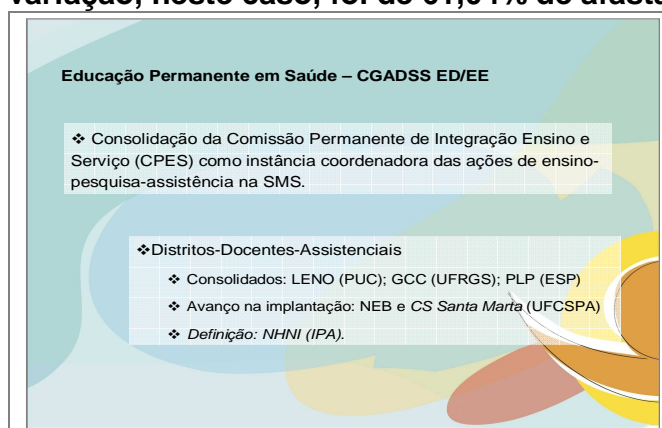 Educação Permanente em Saúde – CGADSS ED/EE
❖ Consolidação da Comissão Permanente de Integração Ensino e
Serviço (CPES) como instância coordenadora das ações de ensino-
pesquisa-assistência na SMS.
❖Distritos-Docentes-Assistenciais
❖ Consolidados: LENO (PUC); GCC (UFRGS); PLP (ESP)
❖ Avanço na implantação: NEB e CS Santa Marta (UFCSPA)
❖ Definição: NHNI (IPA).